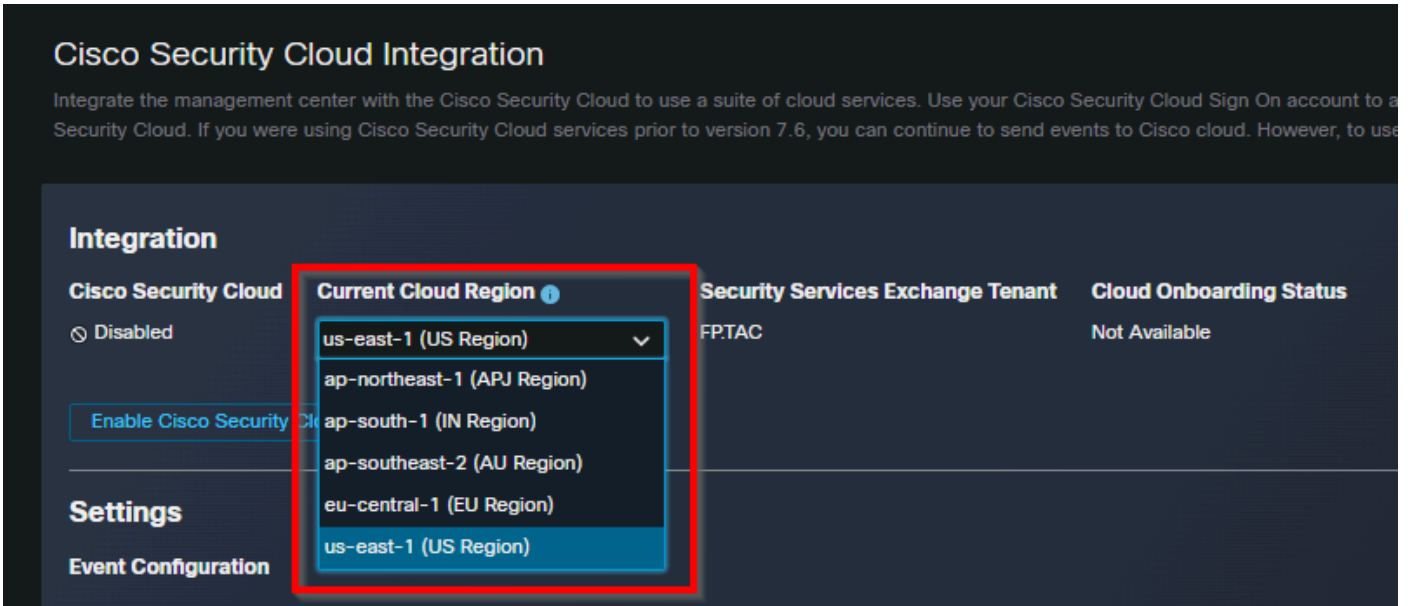 Cisco Security Cloud Integration
Integrate the management center with the Cisco Security Cloud to use a suite of cloud services. Use your Cisco Security Cloud Sign On account to a
Security Cloud. If you were using Cisco Security Cloud services prior to version 7.6, you can continue to send events to Cisco cloud. However, to use
Integration
Cisco Security Cloud
Current Cloud Region
Security Services Exchange Tenant
Cloud Onboarding Status
Disabled
us-east-1 (US Region)
FP.TAC
Not Available
ap-northeast-1 (APJ Region)
Enable Cisco Security Clo
ap-south-1 (IN Region)
ap-southeast-2 (AU Region)
eu-central-1 (EU Region)
us-east-1 (US Region)
Settings
Event Configuration